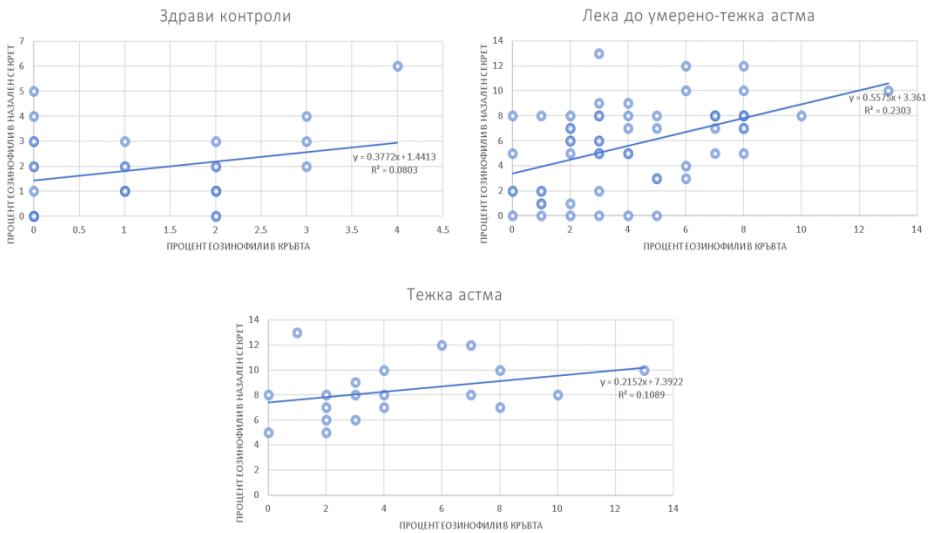 Здрави контроли
ПРОЦЕНТ ЕОЗИНОФИЛИ В НАЗАЛЕН СЕКРЕТ
7
6
5
4
3
2
1
0
y = 0.3772x + 1.4413
R² = 0.0803
0 0.5 1 1.5 2 2.5 3 3.5 4 4.5
ПРОЦЕНТ ЕОЗИНОФИЛИ В КРЪВТА
Лека до умерено-тежка астма
ПРОЦЕНТ ЕОЗИНОФИЛИ В НАЗАЛЕН СЕКРЕТ
14
12
10
8
6
4
2
0
y = 0.5575x + 3.361
R² = 0.2303
0 2 4 6 8 10 12 14
ПРОЦЕНТ ЕОЗИНОФИЛИ В КРЪВТА
Тежка астма
ПРОЦЕНТ ЕОЗИНОФИЛИ В НАЗАЛЕН СЕКРЕТ
14
12
10
8
6
4
2
0
y = 0.2152x + 7.3922
R² = 0.1089
0 2 4 6 8 10 12 14
ПРОЦЕНТ ЕОЗИНОФИЛИ В КРЪВТА